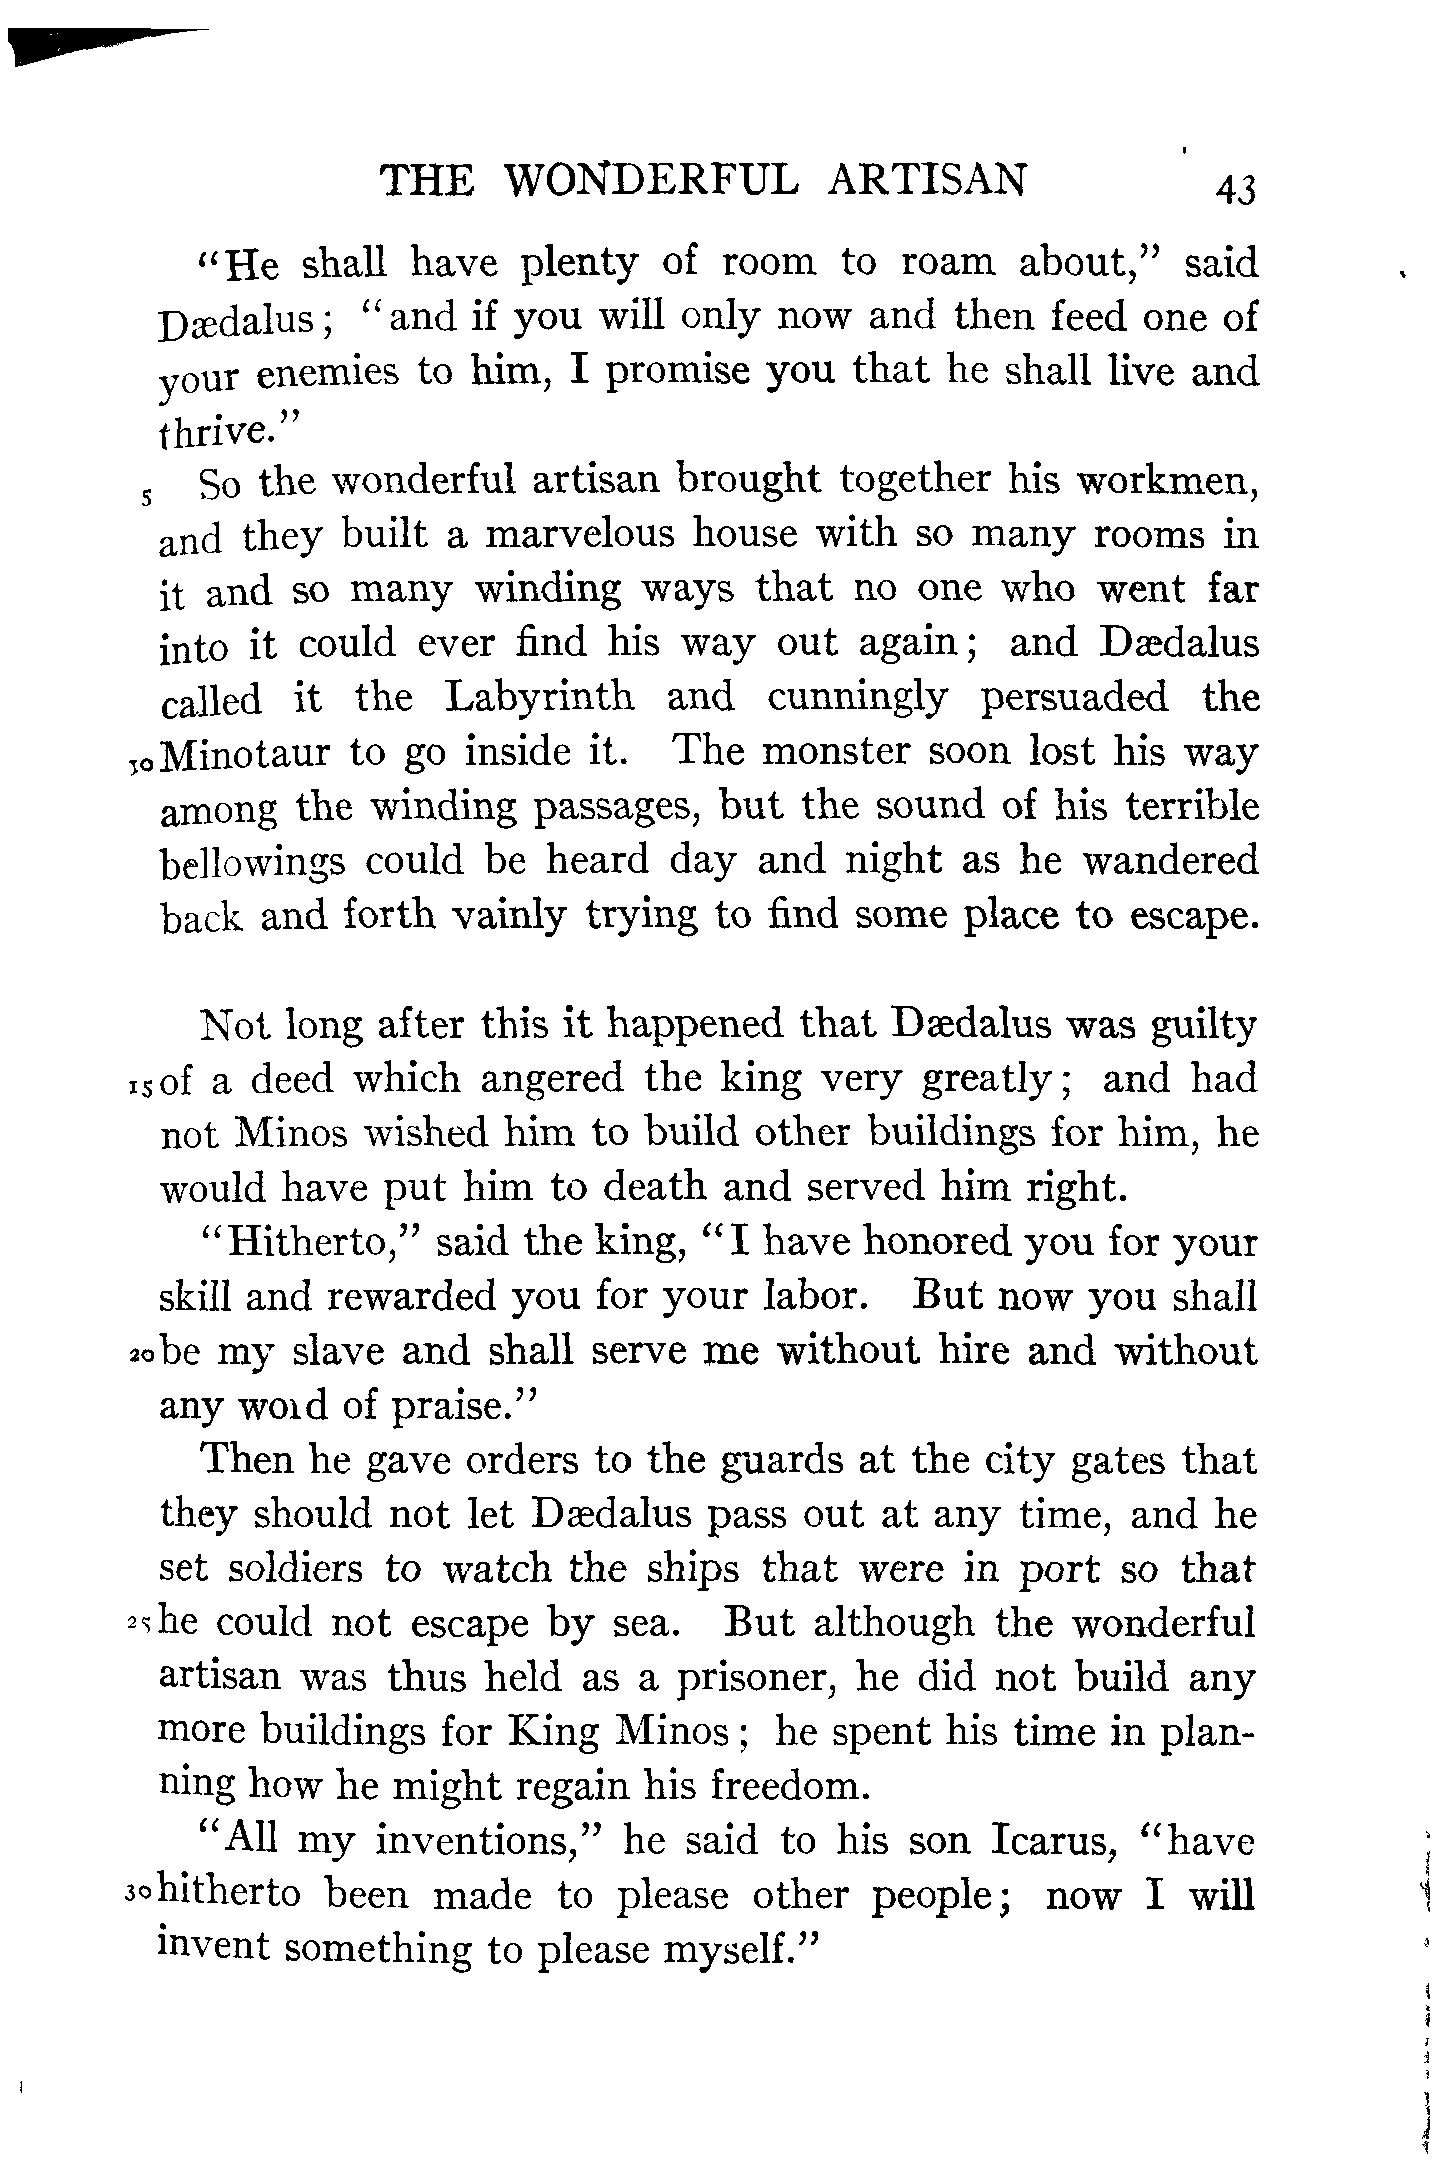 THE WONDERFUL ARTISAN 43
"He shall have plenty of room to roam about," said
Dædalus; "and if you will only now and then feed one of
your enemies to him, I promise you that he shall live and
thrive."
5 So the wonderful artisan brought together his workmen,
and they built a marvelous house with so many rooms in
it and so many winding ways that no one who went far
into it could ever find his way out again; and Dædalus
called it the Labyrinth and cunningly persuaded the
10 Minotaur to go inside it. The monster soon lost his way
among the winding passages, but the sound of his terrible
bellowings could be heard day and night as he wandered
back and forth vainly trying to find some place to escape.
Not long after this it happened that Dædalus was guilty
15 of a deed which angered the king very greatly; and had
not Minos wished him to build other buildings for him, he
would have put him to death and served him right.
"Hitherto," said the king, "I have honored you for your
skill and rewarded you for your labor. But now you shall
20 be my slave and shall serve me without hire and without
any word of praise."
Then he gave orders to the guards at the city gates that
they should not let Dædalus pass out at any time, and he
set soldiers to watch the ships that were in port so that
25 he could not escape by sea. But although the wonderful
artisan was thus held as a prisoner, he did not build any
more buildings for King Minos; he spent his time in plan-
ning how he might regain his freedom.
"All my inventions," he said to his son Icarus, "have
30 hitherto been made to please other people; now I will
invent something to please myself."